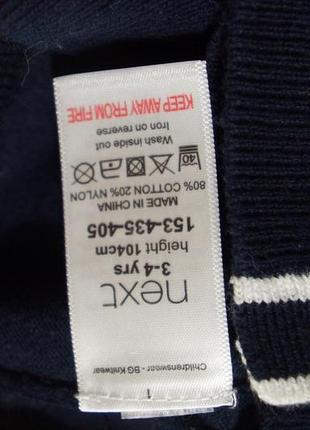 1
Childrenswear - BG Knitwear
next
3-4 yrs
height 104cm
153-435-405
MADE IN CHINA
80% COTTON 20% NYLON
40
Wash inside out
Iron on reverse
KEEP AWAY FROM FIRE